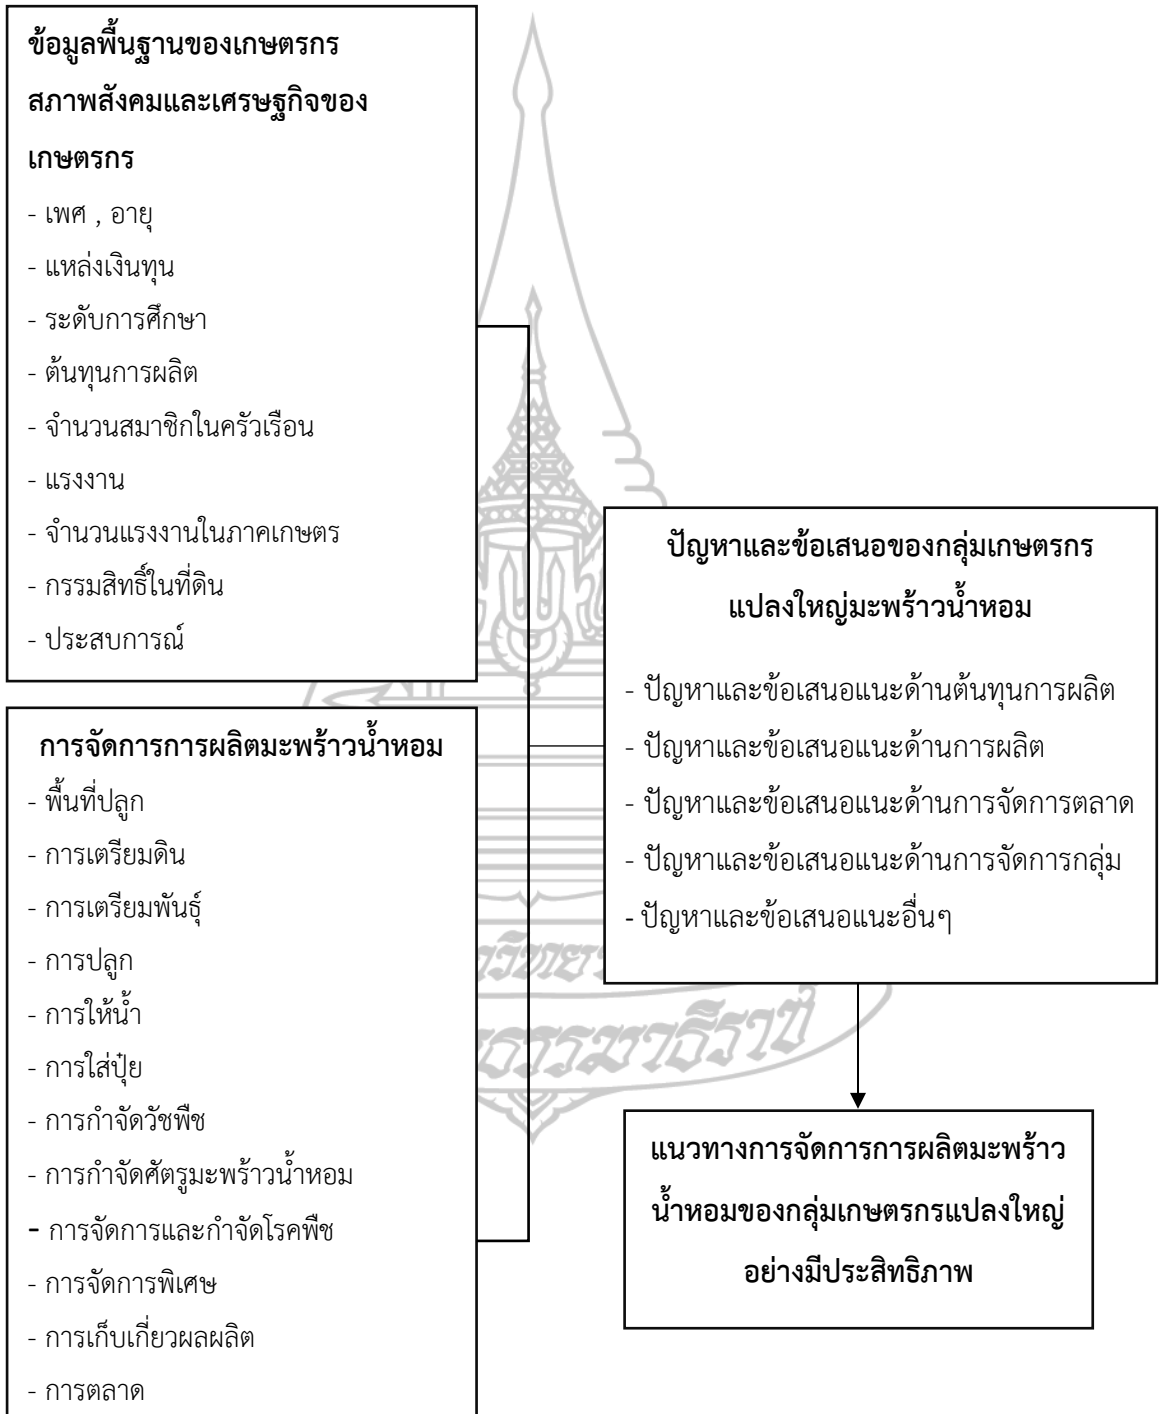 ข้อมูลพื้นฐานของเกษตรกร
สภาพสังคมและเศรษฐกิจของ
เกษตรกร
- เพศ , อายุ
- แหล่งเงินทุน
- ระดับการศึกษา
- ต้นทุนการผลิต
- จำนวนสมาชิกในครัวเรือน
- แรงงาน
- จำนวนแรงงานในภาคเกษตร
- กรรมสิทธิ์ในที่ดิน
- ประสบการณ์
การจัดการการผลิตมะพร้าวน้ำหอม
- พื้นที่ปลูก
- การเตรียมดิน
- การเตรียมพันธุ์
- การปลูก
- การให้น้ำ
- การใส่ปุ๋ย
- การกำจัดวัชพืช
- การกำจัดศัตรูมะพร้าวน้ำหอม
- การจัดการและกำจัดโรคพืช
- การจัดการพิเศษ
- การเก็บเกี่ยวผลผลิต
- การตลาด
ปัญหาและข้อเสนอของกลุ่มเกษตรกร
แปลงใหญ่มะพร้าวน้ำหอม
- ปัญหาและข้อเสนอแนะด้านต้นทุนการผลิต
- ปัญหาและข้อเสนอแนะด้านการผลิต
- ปัญหาและข้อเสนอแนะด้านการจัดการตลาด
- ปัญหาและข้อเสนอแนะด้านการจัดการกลุ่ม
- ปัญหาและข้อเสนอแนะอื่นๆ
แนวทางการจัดการการผลิตมะพร้าว
น้ำหอมของกลุ่มเกษตรกรแปลงใหญ่
อย่างมีประสิทธิภาพ